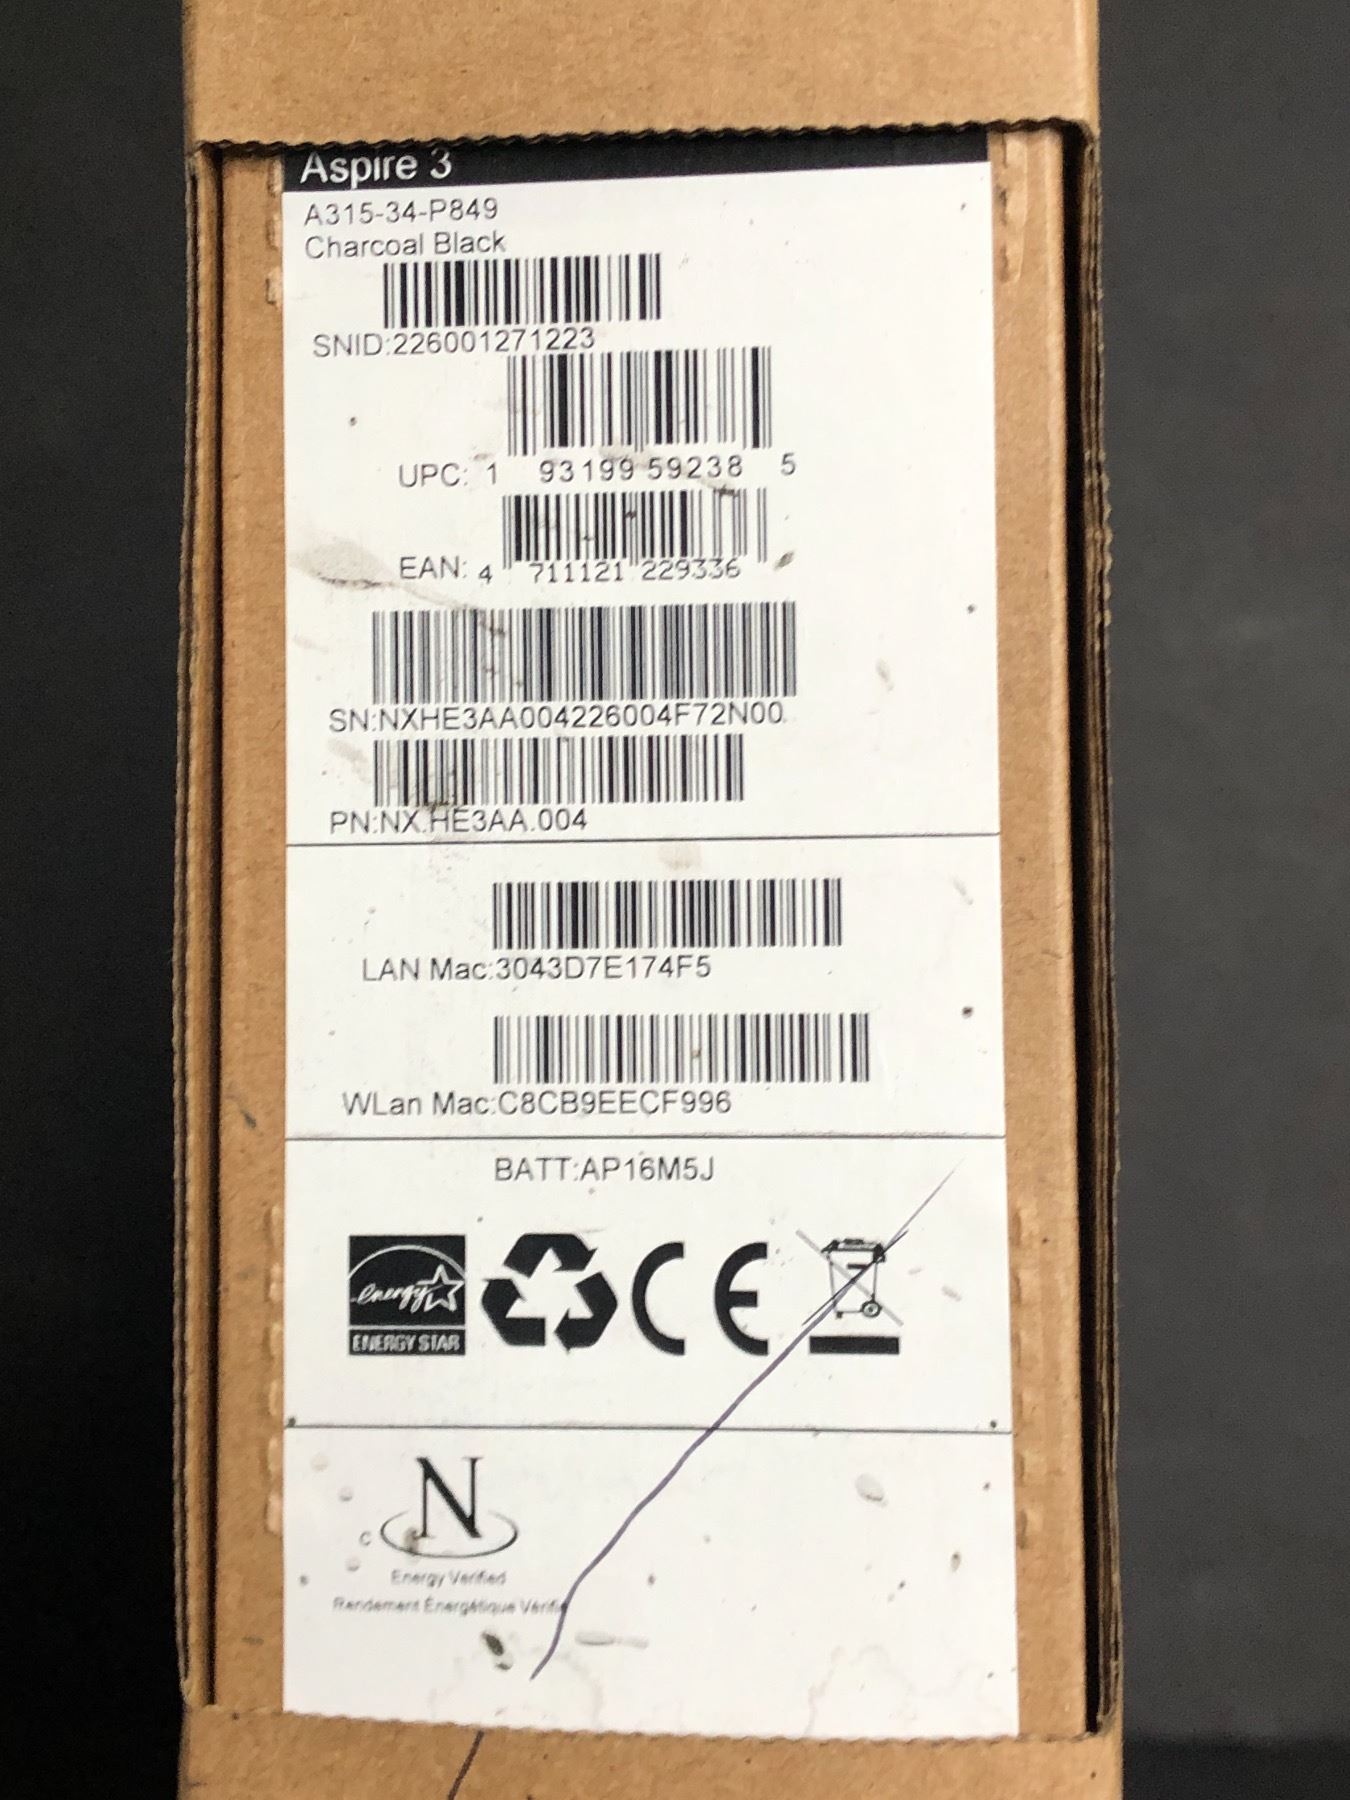 Aspire 3
A315-34-P849
Charcoal Black
SNID:226001271223
UPC: 1 93199 59238 5
EAN: 4 711121 229336
SN:NXHE3AA004226004F72N00
PN:NX.HE3AA.004
LAN Mac:3043D7E174F5
WLan Mac:C8CB9EECF996
BATT:AP16M5J
energy
ENERGY STAR
CE
C N
Energy Verified
Rendement Énergétique Vérifié